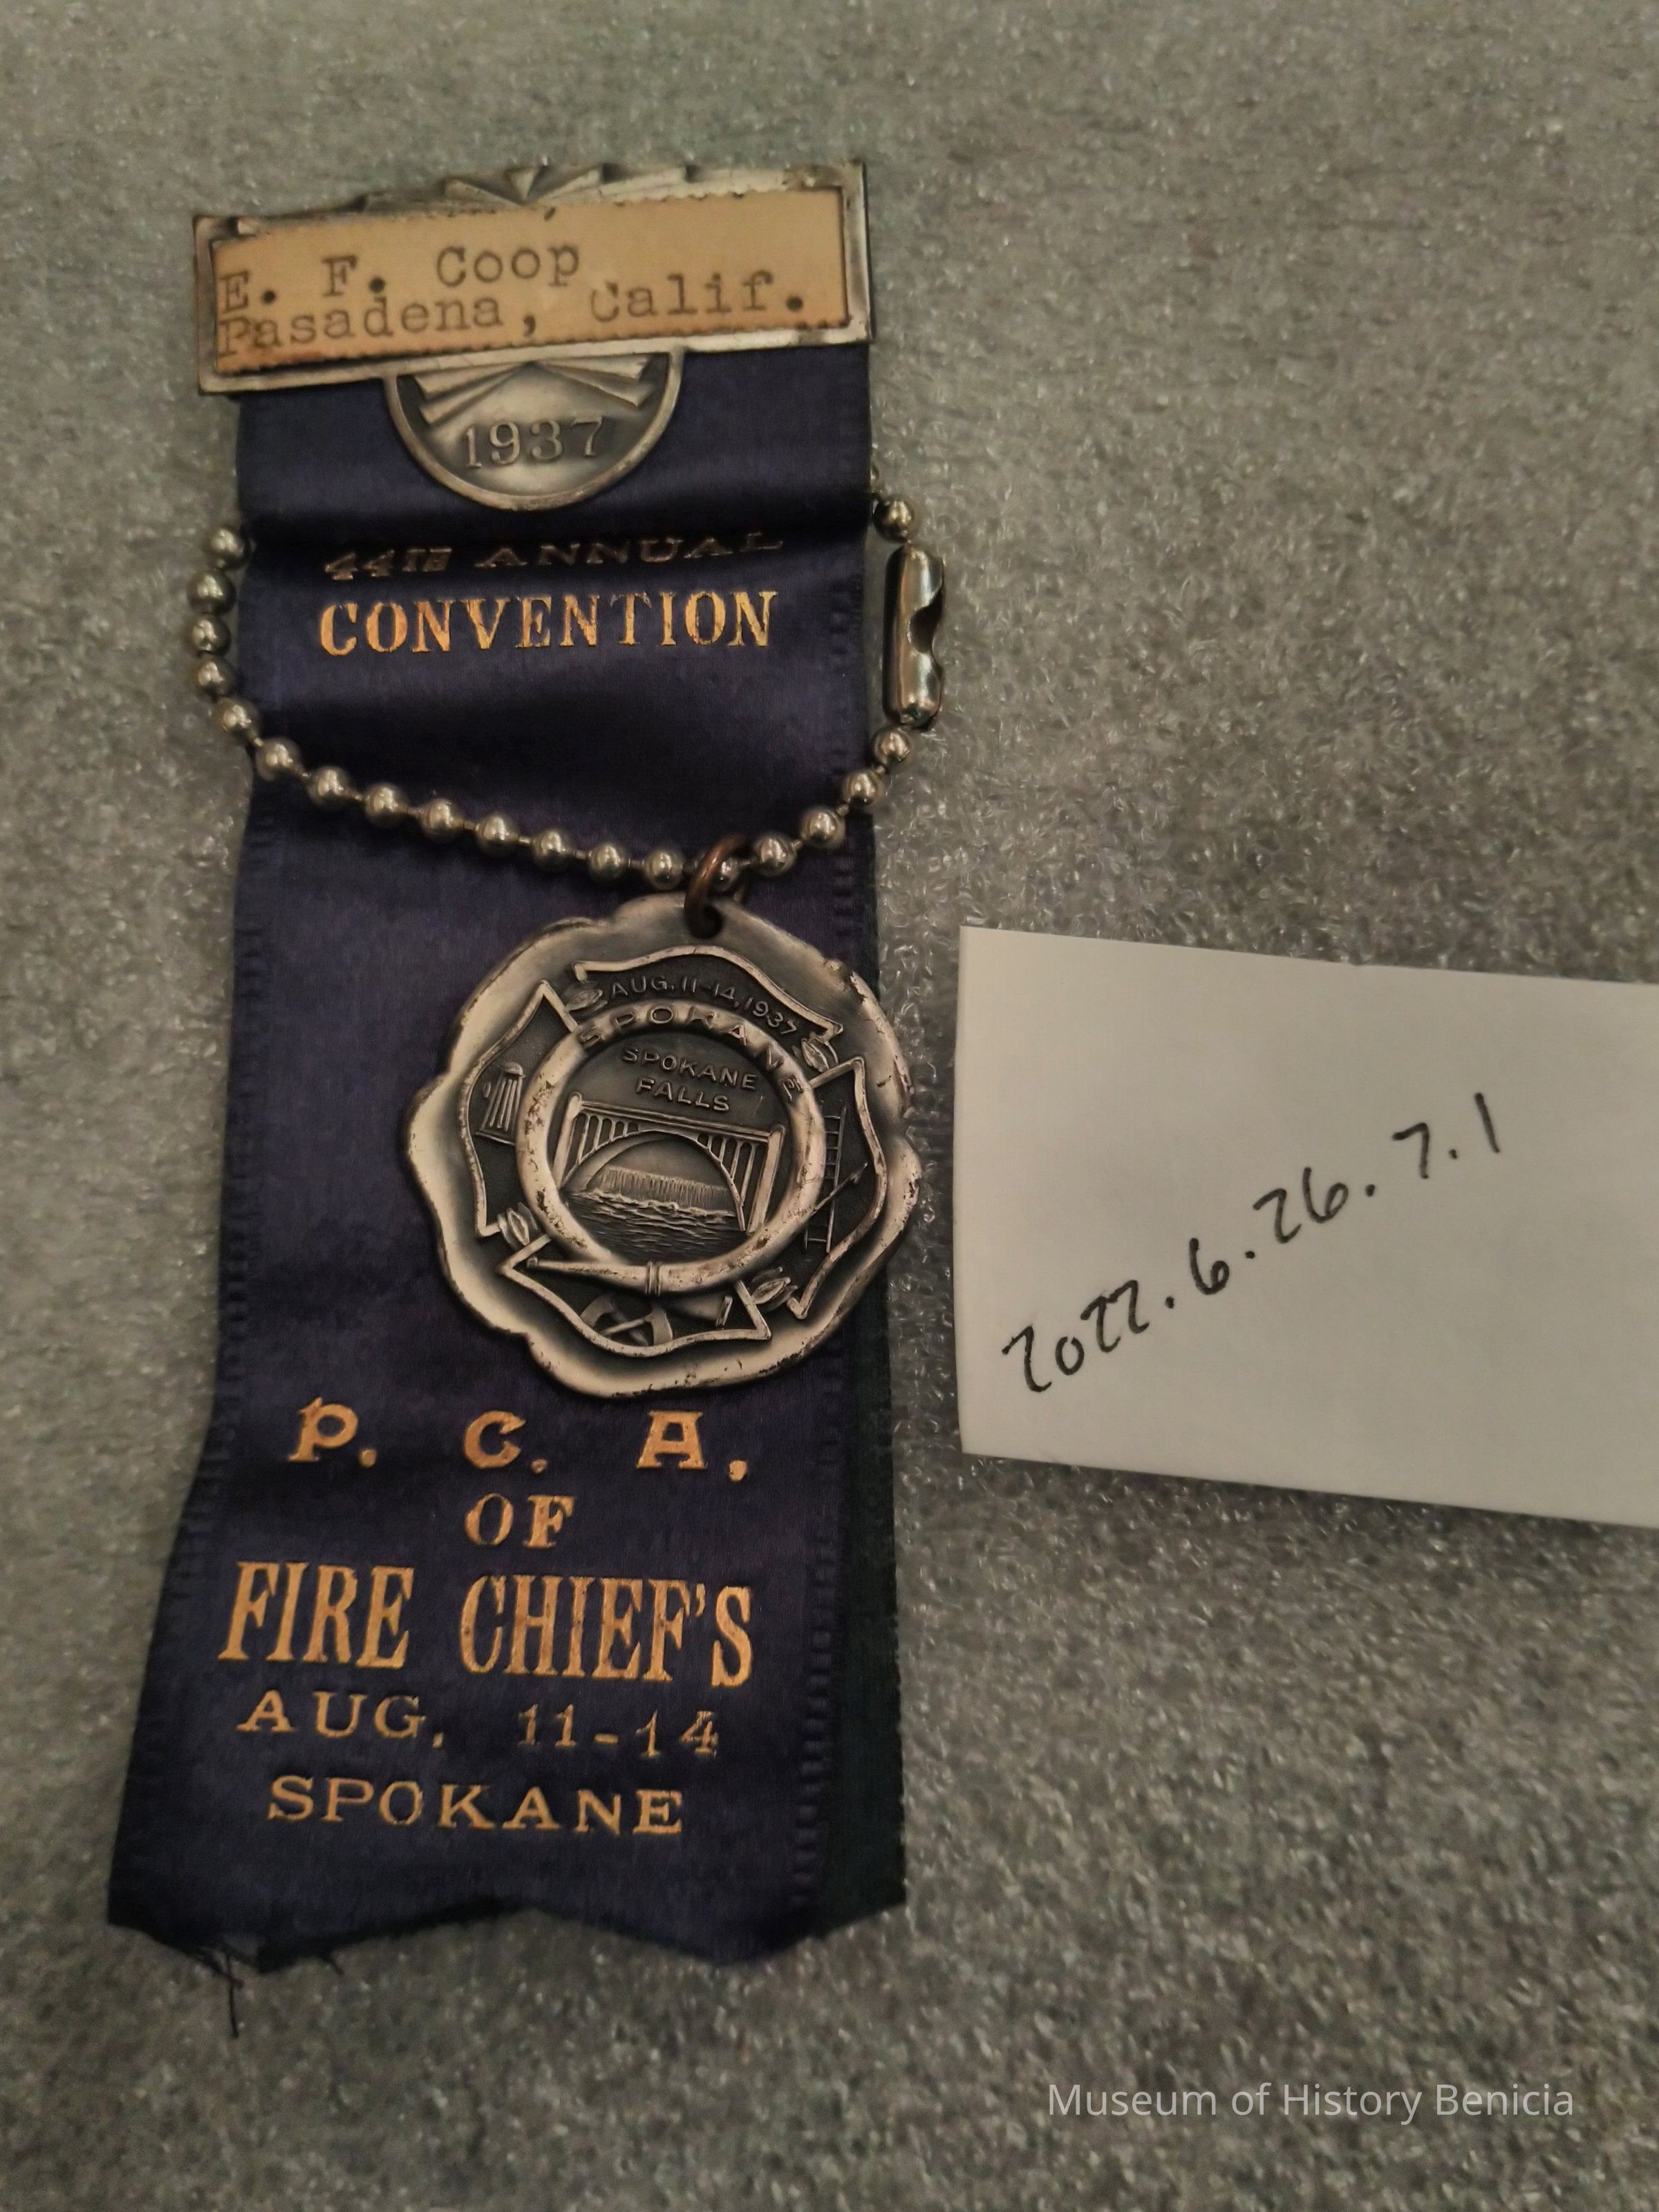 E. F. Coop
Pasadena, Calif.
1937
44TH ANNUAL
CONVENTION
AUG. 11-14, 1937
SPOKANE
SPOKANE
FALLS
P. C. A.
OF
FIRE CHIEF'S
AUG. 11-14
SPOKANE
2022.6.26.7.1
Museum of History Benicia